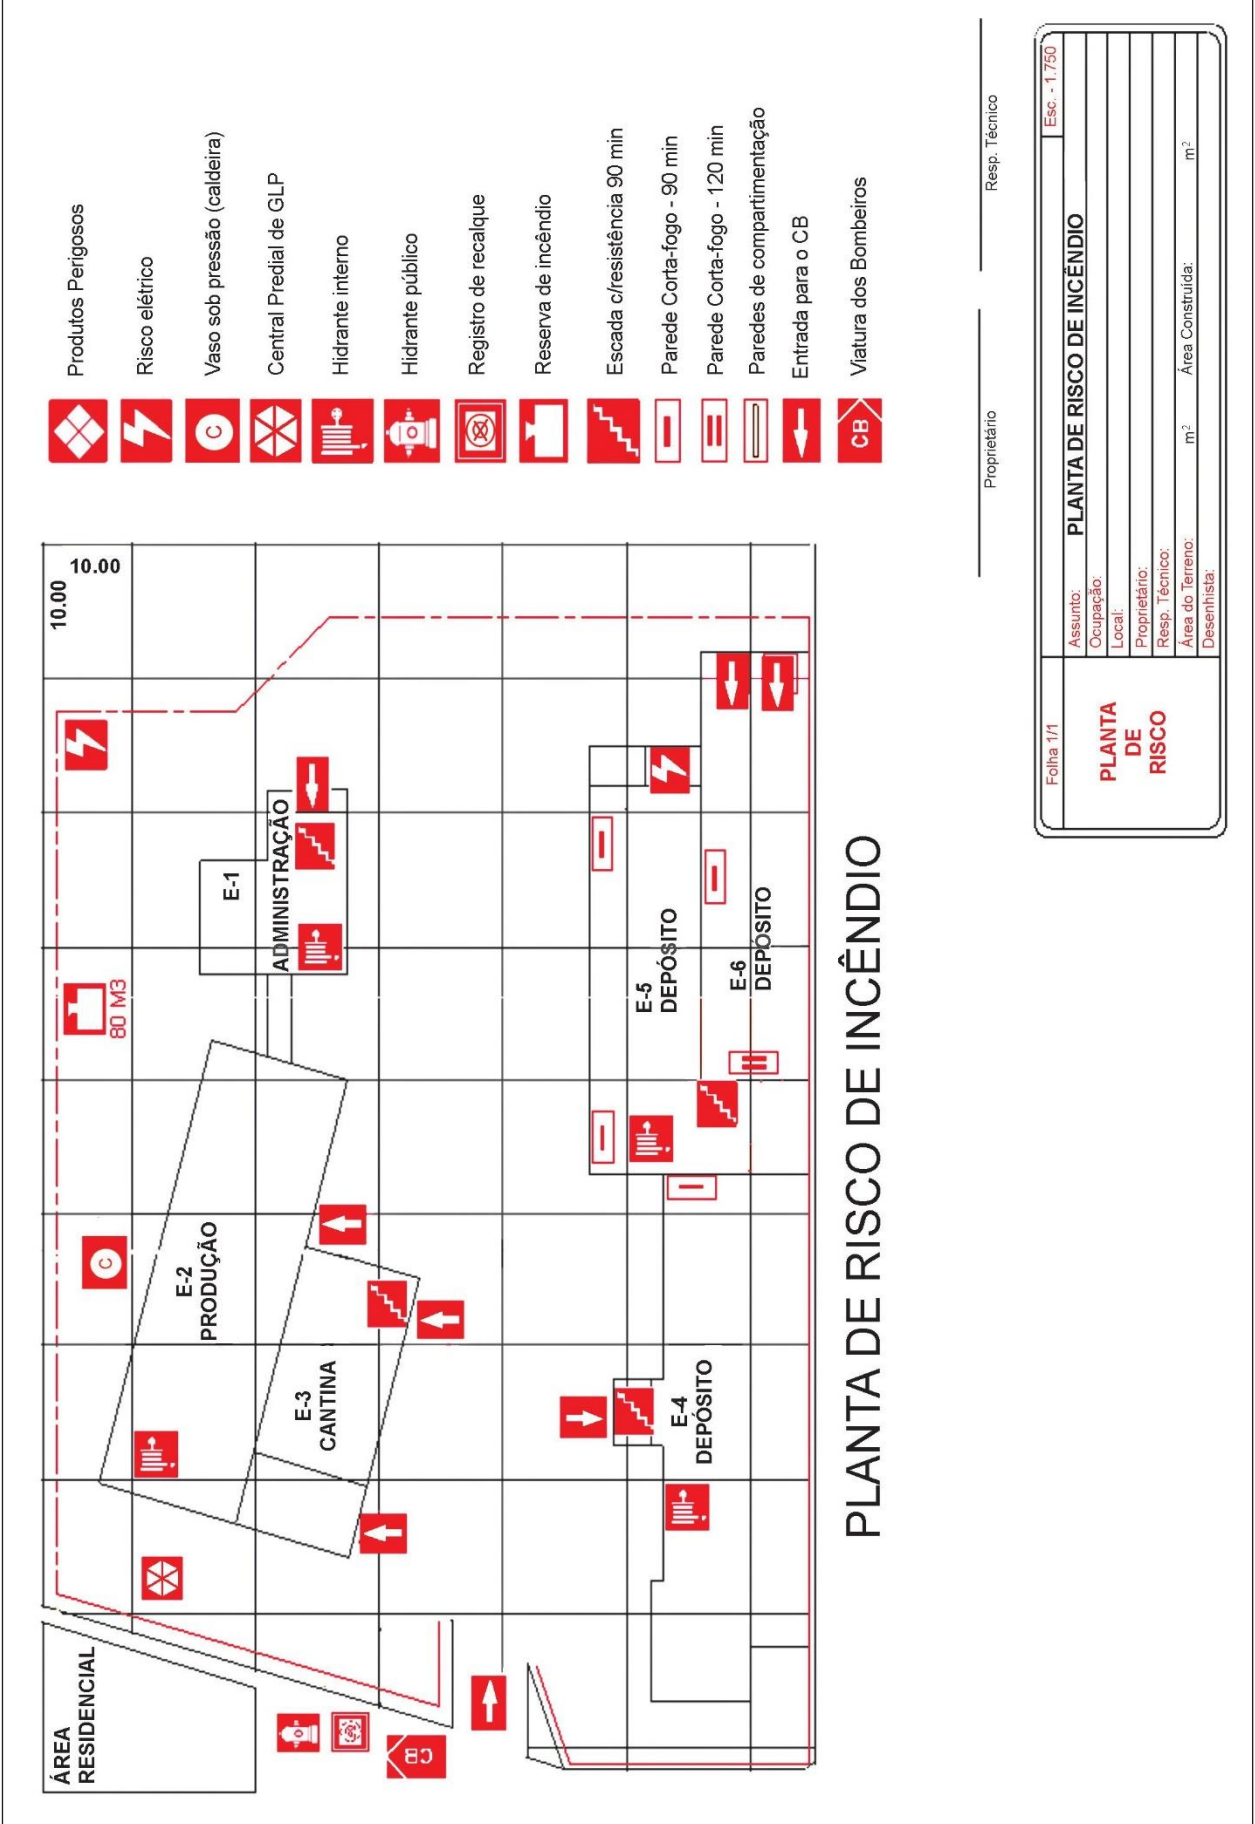 ÁREA
RESIDENCIAL
10.00
10.00
80 M3
C
E-1
ADMINISTRAÇÃO
E-2
PRODUÇÃO
E-3
CANTINA
E-4
DEPÓSITO
E-5
DEPÓSITO
E-6
DEPÓSITO
CB
PLANTA DE RISCO DE INCÊNDIO
Produtos Perigosos
Risco elétrico
C
Vaso sob pressão (caldeira)
Central Predial de GLP
Hidrante interno
Hidrante público
Registro de recalque
Reserva de incêndio
Escada c/resistência 90 min
Parede Corta-fogo - 90 min
Parede Corta-fogo - 120 min
Paredes de compartimentação
Entrada para o CB
CB
Viatura dos Bombeiros
Proprietário
Resp. Técnico
Folha 1/1
Esc. - 1.750
PLANTA
DE
RISCO
Assunto:
PLANTA DE RISCO DE INCÊNDIO
Ocupação:
Local:
Proprietário:
Resp. Técnico:
Área do Terreno: m² Área Construída: m²
Desenhista: